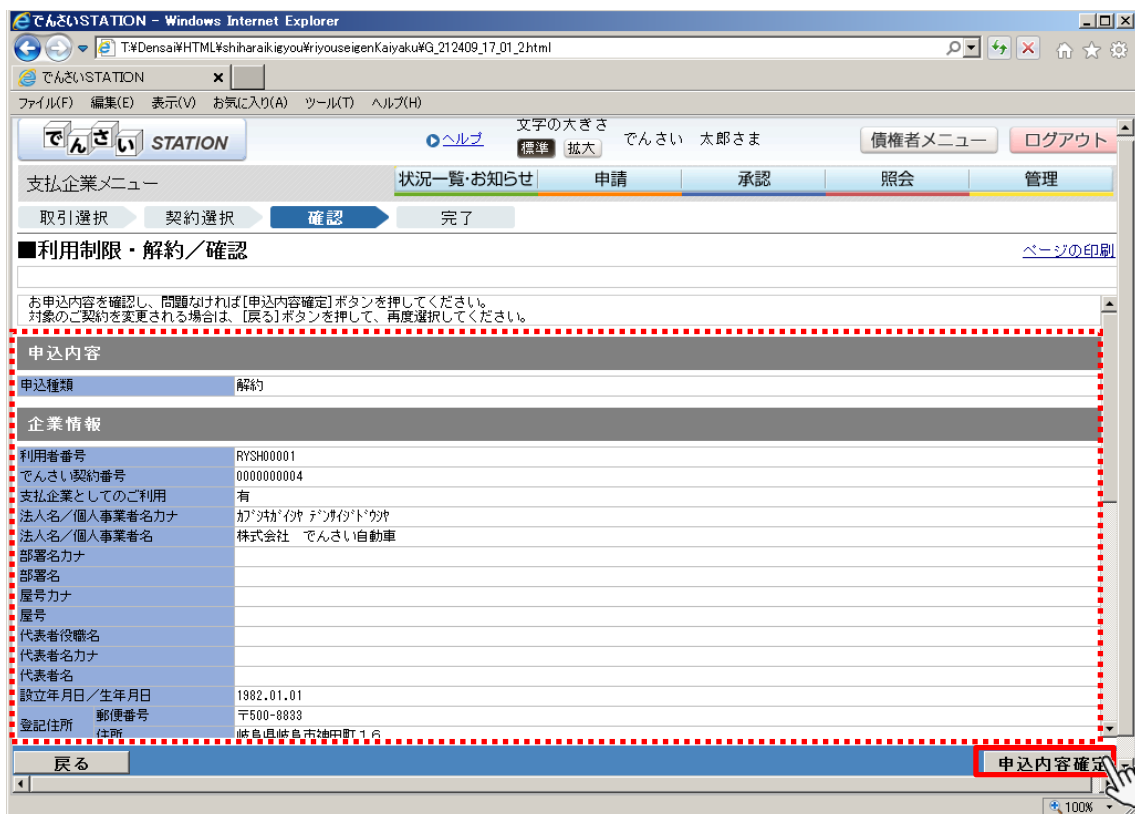 でんさいSTATION - Windows Internet Explorer
T:¥Densai¥HTML¥shiharaikigyou¥riyouseigenKaiyaku¥G_212409_17_01_2.html
でんさいSTATION
ファイル(F) 編集(E) 表示(V) お気に入り(A) ツール(T) ヘルプ(H)
でんさい STATION
ヘルプ
文字の大きさ
標準 拡大
でんさい 太郎さま
債権者メニュー
ログアウト
支払企業メニュー
状況一覧・お知らせ 申請 承認 照会 管理
取引選択 契約選択 確認 完了
■利用制限・解約／確認
ページの印刷
お申込内容を確認し、問題なければ[申込内容確定]ボタンを押してください。
対象のご契約を変更される場合は、[戻る]ボタンを押して、再度選択してください。
申込内容
申込種類 解約
企業情報
利用者番号 RYSH00001
でんさい契約番号 0000000004
支払企業としてのご利用 有
法人名／個人事業者名カナ ｶﾌﾞｼｷｶﾞｲｼﾔ ﾃﾞﾝｻｲｼﾞﾄﾞｳｼﾔ
法人名／個人事業者名 株式会社 でんさい自動車
部署名カナ
部署名
屋号カナ
屋号
代表者役職名
代表者名カナ
代表者名
設立年月日／生年月日 1982.01.01
登記住所 郵便番号 〒500-8833
住所 岐阜県岐阜市神田町１６
戻る
申込内容確定
100%